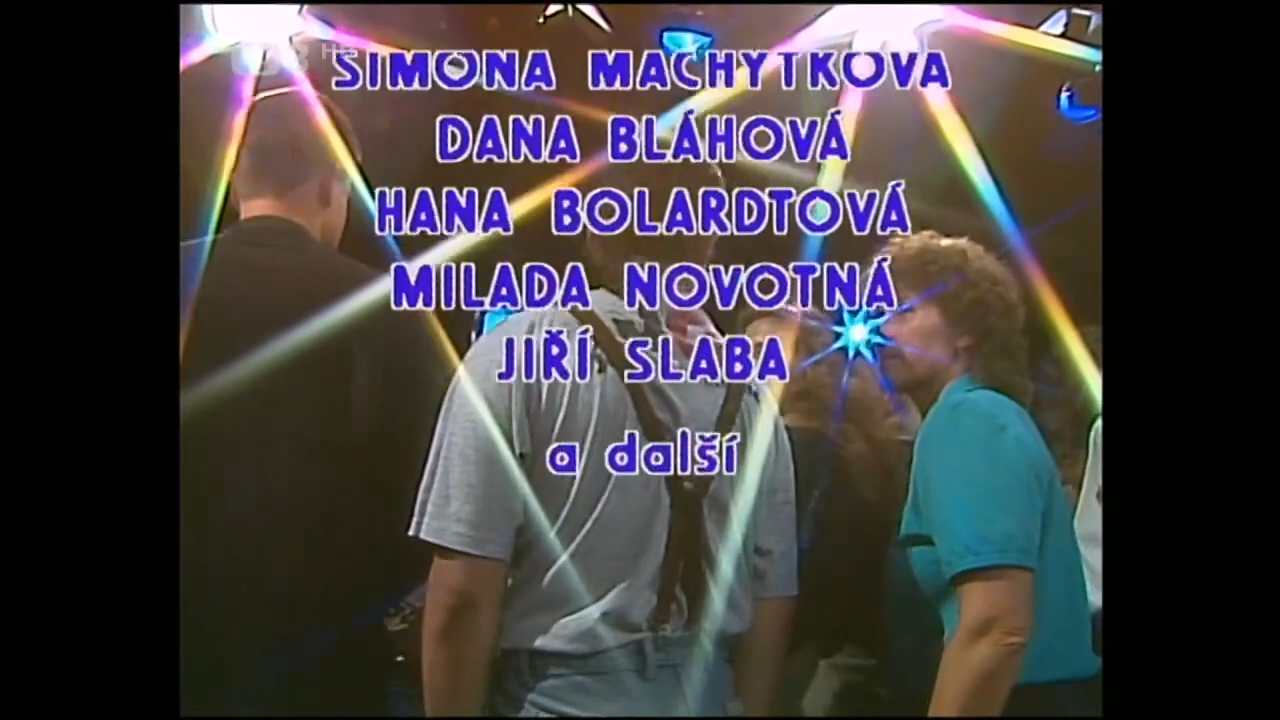 SIMONA MACHYTKOVÁ
DANA BLÁHOVÁ
HANA BOLARDTOVÁ
MILADA NOVOTNÁ
JIŘÍ SLABA
a další